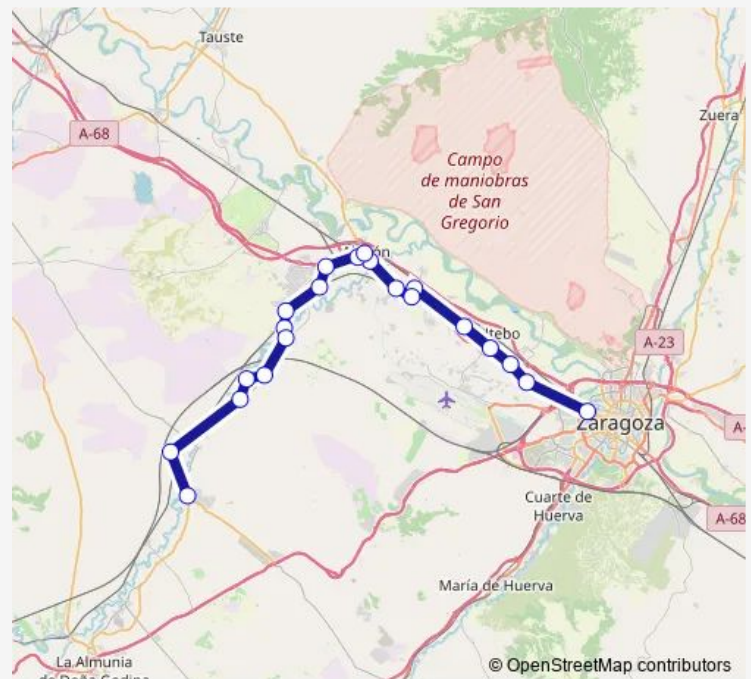 Tauste
A-68
Zuera
Campo
de maniobras
de San
Gregorio
A-23
Zaragoza
A-
Cuarte de
Huerva
A-68
María de Huerva
La Almunia
© OpenStreetMap contributors